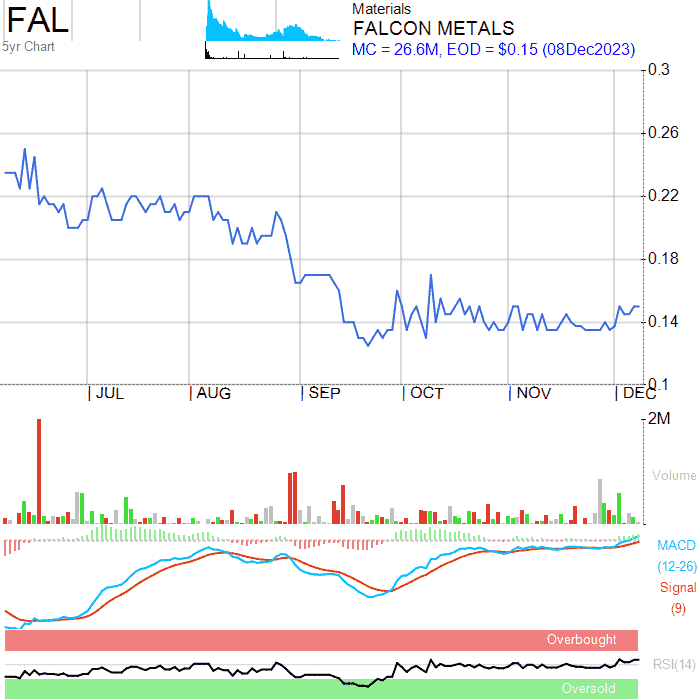 FAL
5yr Chart
Materials
FALCON METALS
MC = 26.6M, EOD = $0.15 (08Dec2023)
0.3
0.26
0.22
0.18
0.14
0.1
JUL AUG SEP OCT NOV DEC
2M
Volume
MACD
(12-26)
Signal
(9)
Overbought
RSI(14)
Oversold